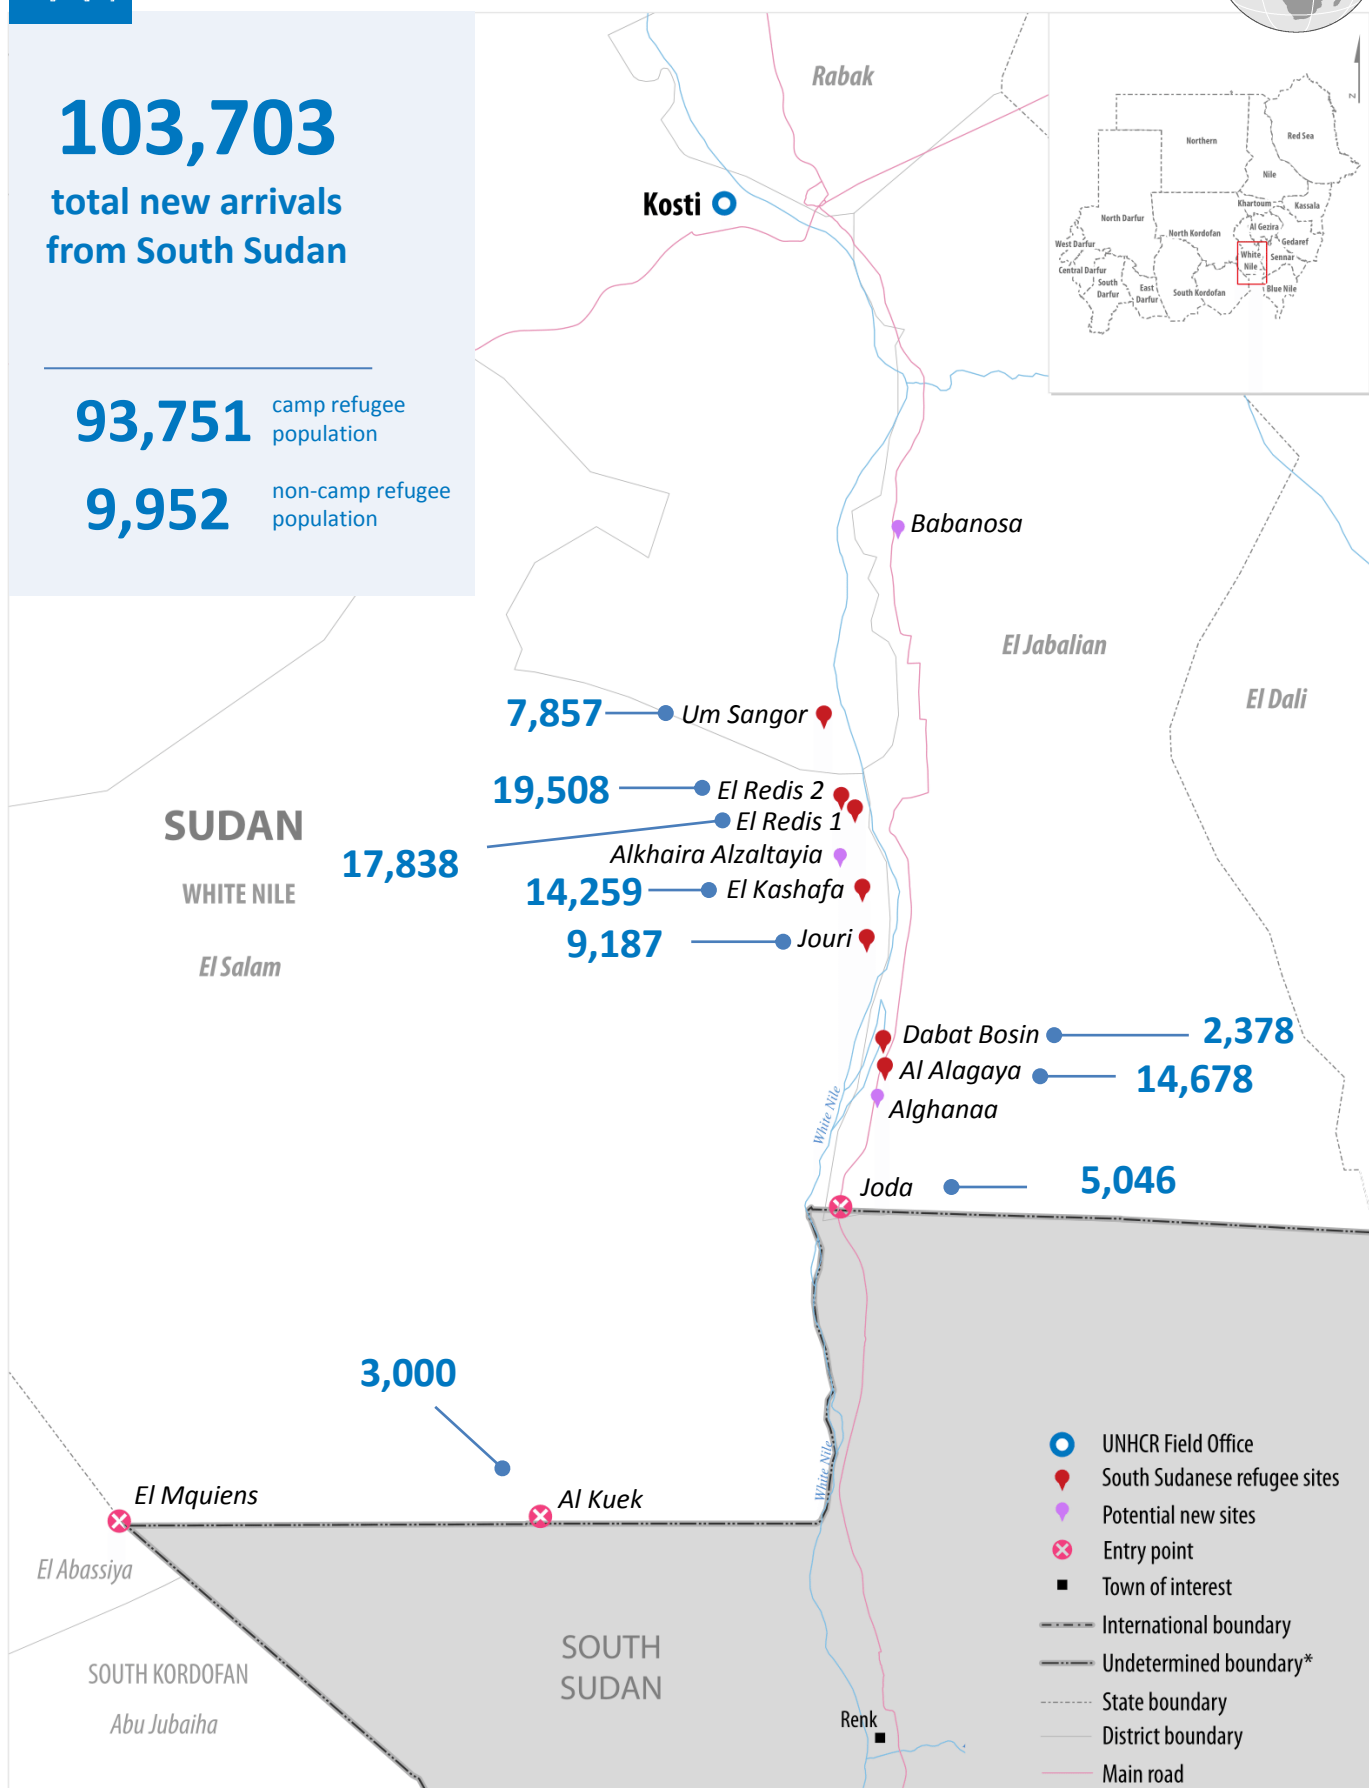 103,703
total new arrivals
from South Sudan
93,751
camp refugee
population
9,952
non-camp refugee
population
Rabak
Kosti
N
Northern
Red Sea
Nile
Khartoum
Kassala
North Darfur
Al Gezira
North Kordofan
Gedaref
West Darfur
White
Nile
Sennar
Central Darfur
South
Darfur
East
Darfur
South Kordofan
Blue Nile
Babanosa
El Jabalian
El Dali
7,857
Um Sangor
19,508
El Redis 2
El Redis 1
17,838
Alkhaira Alzaltayia
14,259
El Kashafa
9,187
Jouri
SUDAN
WHITE NILE
El Salam
Dabat Bosin
2,378
Al Alagaya
14,678
Alghanaa
White Nile
Joda
5,046
3,000
El Mquiens
Al Kuek
White Nile
El Abassiya
SOUTH KORDOFAN
Abu Jubaiha
SOUTH
SUDAN
Renk
UNHCR Field Office
South Sudanese refugee sites
Potential new sites
Entry point
Town of interest
International boundary
Undetermined boundary*
State boundary
District boundary
Main road